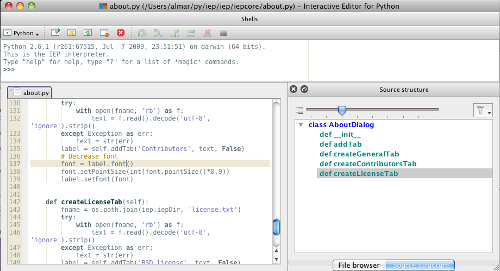 about.py (/Users/almar/py/iep/iep/iepcore/about.py) - Interactive Editor for Python
Shells
Python
Python 2.6.1 (r261:67515, Jul  7 2009, 23:51:51) on darwin (64 bits).
This is the IEP interpreter.
Type "help" for help, type "?" for a list of *magic* commands.
>>>
about.py
130 try:
131 with open(fname, 'rb') as f:
132 text = f.read().decode('utf-8',
'ignore').strip()
133 except Exception as err:
134 text = str(err)
135 label = self.addTab('Contributors', text, False)
136 # Decrease font
137 font = label.font()
138 font.setPointSize(int(font.pointSize()*0.9))
139 label.setFont(font)
140
141
142 def createLicenseTab(self):
143 fname = os.path.join(iep.iepDir, 'license.txt')
144 try:
145 with open(fname, 'rb') as f:
146 text = f.read().decode('utf-8',
'ignore').strip()
147 except Exception as err:
148 text = str(err)
149 label = self.addTab('BSD license', text, False)
Source structure
class AboutDialog
def __init__
def addTab
def createGeneralTab
def createContributorsTab
def createLicenseTab
File browser
Source structure